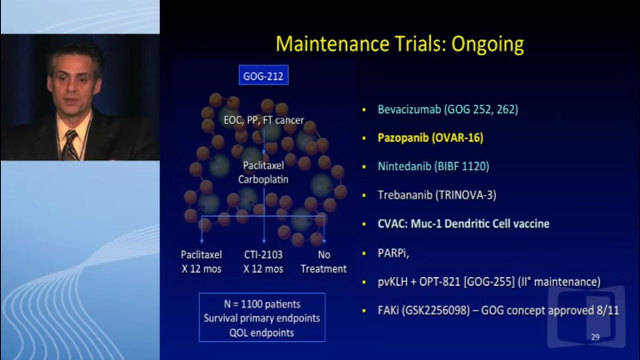 Maintenance Trials: Ongoing
GOG-212
EOC, PP, FT cancer
Paclitaxel
Carboplatin
Paclitaxel
X 12 mos
CTI-2103
X 12 mos
No
Treatment
N = 1100 patients
Survival primary endpoints
QOL endpoints
▪ Bevacizumab (GOG 252, 262)
▪ Pazopanib (OVAR-16)
▪ Nintedanib (BIBF 1120)
▪ Trebananib (TRINOVA-3)
▪ CVAC: Muc-1 Dendritic Cell vaccine
▪ PARPi,
▪ pvKLH + OPT-821 [GOG-255] (II° maintenance)
▪ FAKi (GSK2256098) – GOG concept approved 8/11
29